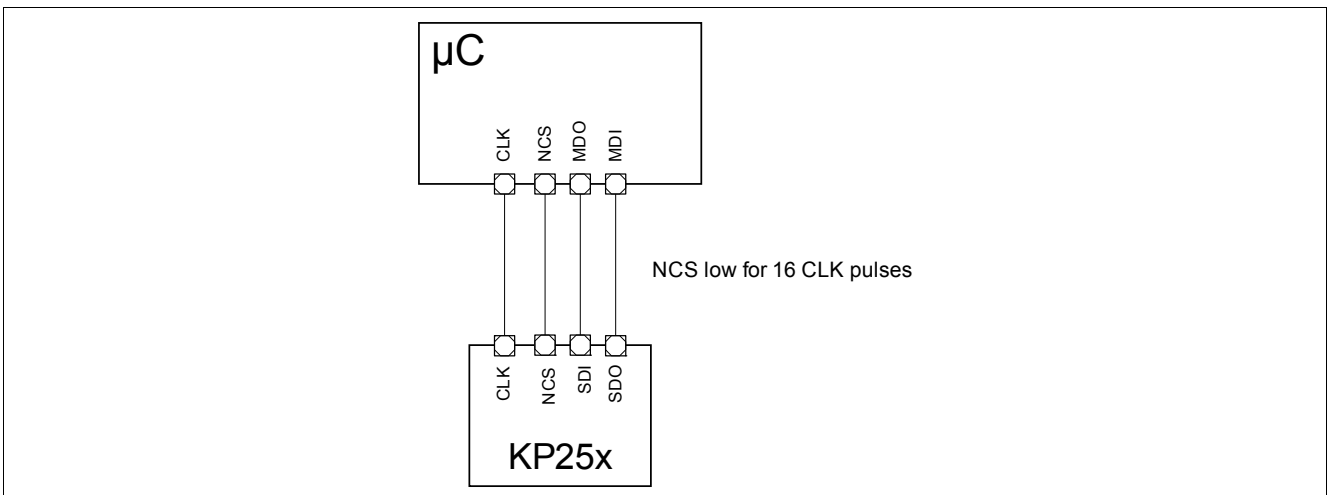 µC
CLK NCS MDO MDI
NCS low for 16 CLK pulses
CLK NCS SDI SDO
KP25x